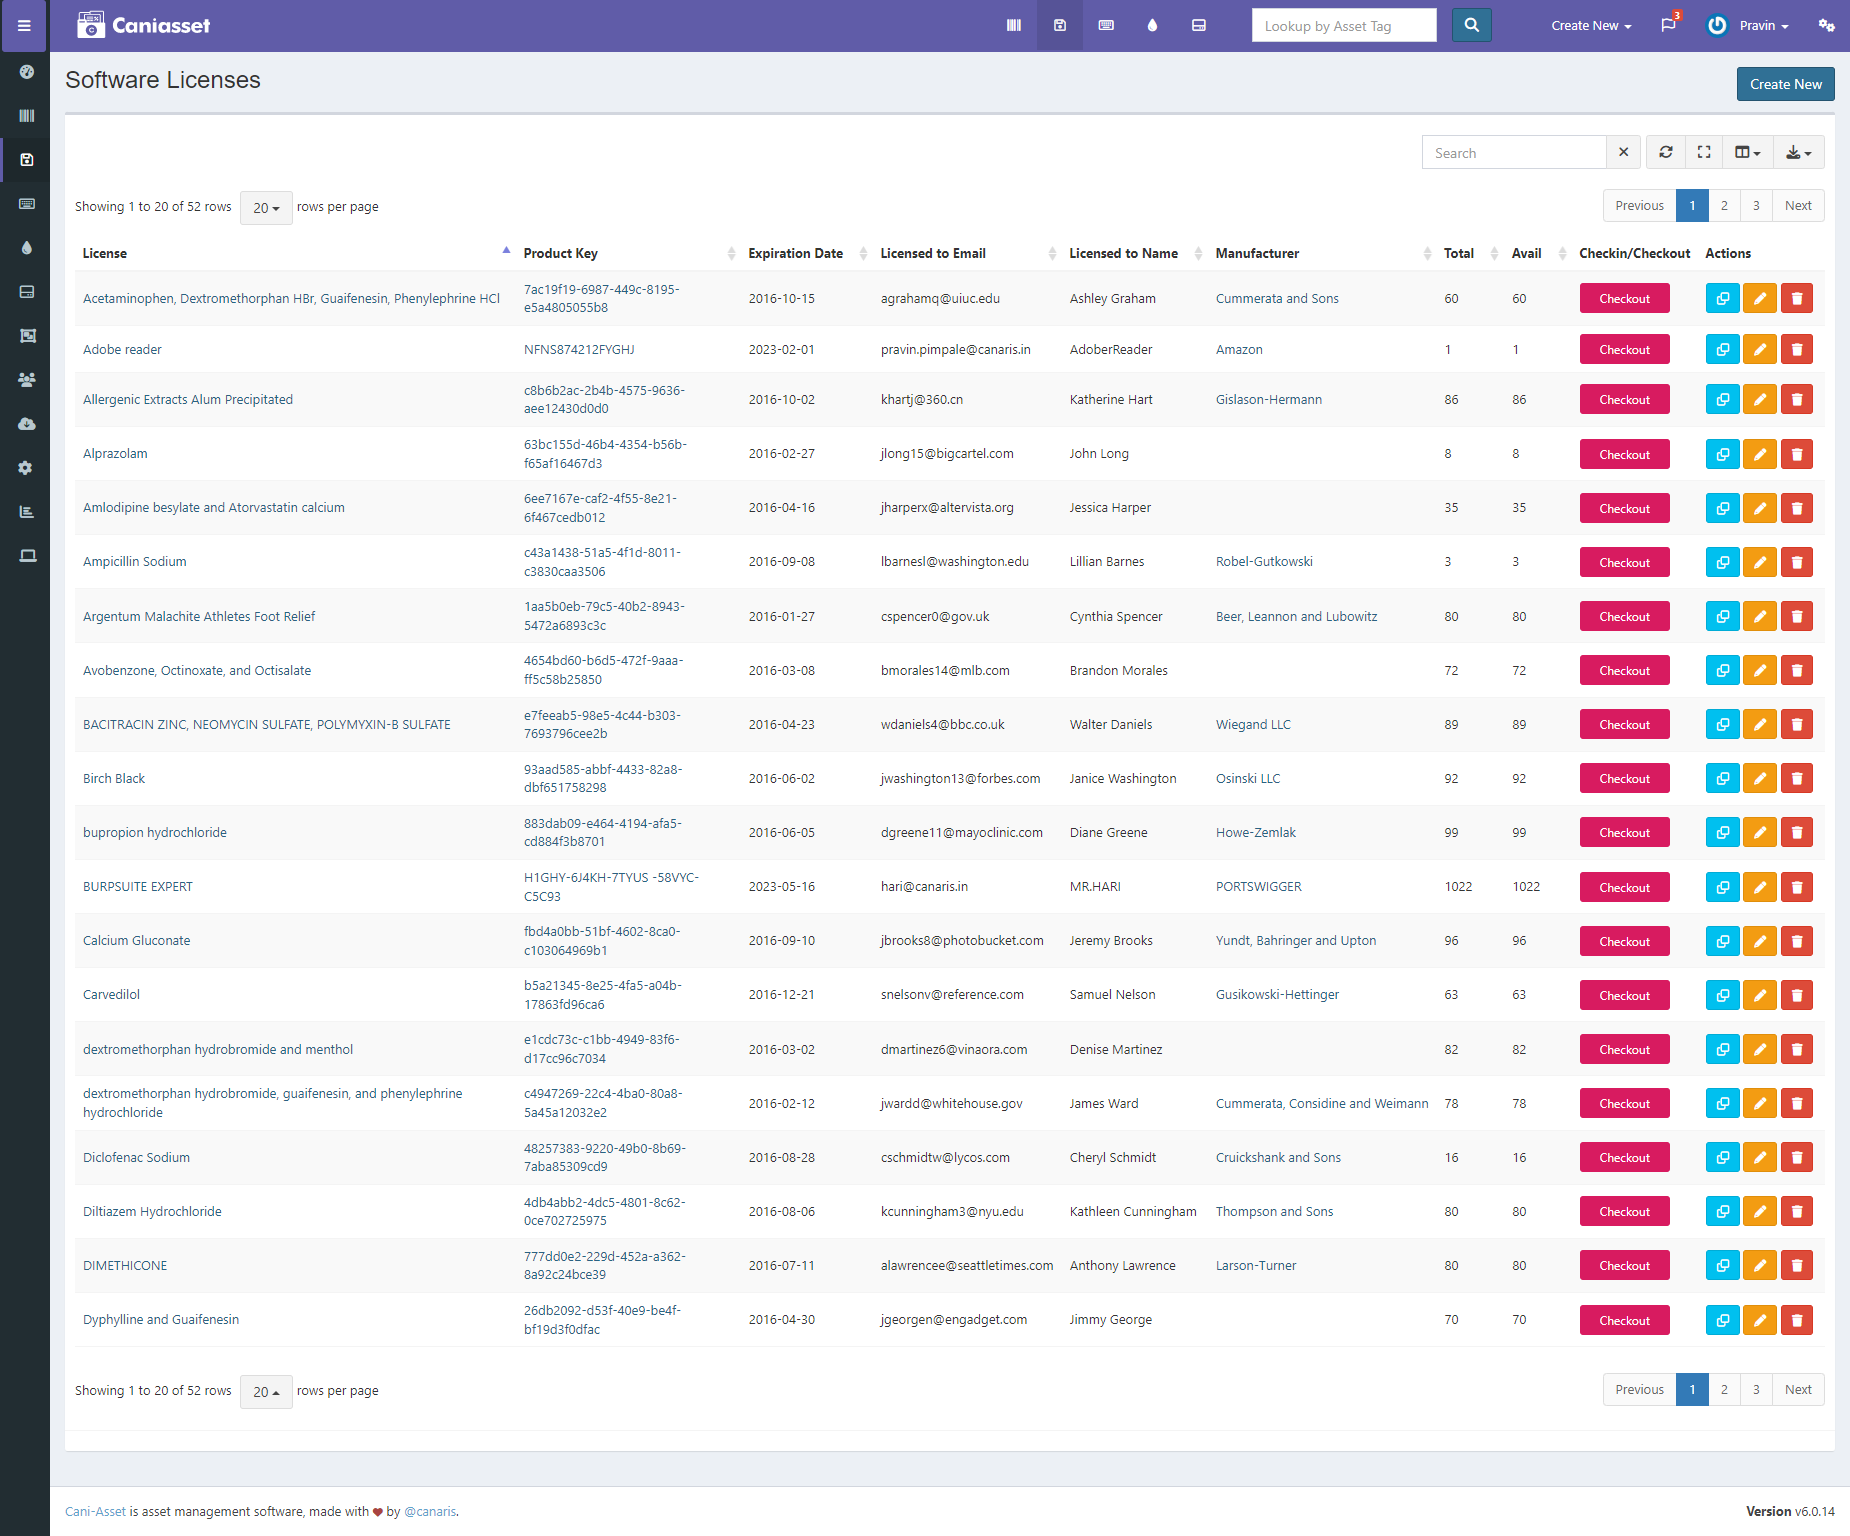 Caniasset
Lookup by Asset Tag
Create New
3
Pravin
Software Licenses
Create New
Search
Showing 1 to 20 of 52 rows 20 rows per page
Previous 1 2 3 Next
License Product Key Expiration Date Licensed to Email Licensed to Name Manufacturer Total Avail Checkin/Checkout Actions
Acetaminophen, Dextromethorphan HBr, Guaifenesin, Phenylephrine HCl 7ac19f19-6987-449c-8195- 2016-10-15 agrahamq@uiuc.edu Ashley Graham Cummerata and Sons 60 60 Checkout
e5a4805055b8
Adobe reader NFNS874212FYGHJ 2023-02-01 pravin.pimpale@canaris.in AdoberReader Amazon 1 1 Checkout
Allergenic Extracts Alum Precipitated c8b6b2ac-2b4b-4575-9636- 2016-10-02 khartj@360.cn Katherine Hart Gislason-Hermann 86 86 Checkout
aee12430d0d0
Alprazolam 63bc155d-46b4-4354-b56b- 2016-02-27 jlong15@bigcartel.com John Long 8 8 Checkout
f65af16467d3
Amlodipine besylate and Atorvastatin calcium 6ee7167e-caf2-4f55-8e21- 2016-04-16 jharperx@altervista.org Jessica Harper 35 35 Checkout
6f467cedb012
Ampicillin Sodium c43a1438-51a5-4f1d-8011- 2016-09-08 lbarnesl@washington.edu Lillian Barnes Robel-Gutkowski 3 3 Checkout
c3830caa3506
Argentum Malachite Athletes Foot Relief 1aa5b0eb-79c5-40b2-8943- 2016-01-27 cspencer0@gov.uk Cynthia Spencer Beer, Leannon and Lubowitz 80 80 Checkout
5472a6893c3c
Avobenzone, Octinoxate, and Octisalate 4654bd60-b6d5-472f-9aaa- 2016-03-08 bmorales14@mlb.com Brandon Morales 72 72 Checkout
ff5c58b25850
BACITRACIN ZINC, NEOMYCIN SULFATE, POLYMYXIN-B SULFATE e7feeab5-98e5-4c44-b303- 2016-04-23 wdaniels4@bbc.co.uk Walter Daniels Wiegand LLC 89 89 Checkout
7693796cee2b
Birch Black 93aad585-abbf-4433-82a8- 2016-06-02 jwashington13@forbes.com Janice Washington Osinski LLC 92 92 Checkout
dbf651758298
bupropion hydrochloride 883dab09-e464-4194-afa5- 2016-06-05 dgreene11@mayoclinic.com Diane Greene Howe-Zemlak 99 99 Checkout
cd884f3b8701
BURPSUITE EXPERT H1GHY-6J4KH-7TYUS -58VYC- 2023-05-16 hari@canaris.in MR.HARI PORTSWIGGER 1022 1022 Checkout
C5C93
Calcium Gluconate fbd4a0bb-51bf-4602-8ca0- 2016-09-10 jbrooks8@photobucket.com Jeremy Brooks Yundt, Bahringer and Upton 96 96 Checkout
c103064969b1
Carvedilol b5a21345-8e25-4fa5-a04b- 2016-12-21 snelsonv@reference.com Samuel Nelson Gusikowski-Hettinger 63 63 Checkout
17863fd96ca6
dextromethorphan hydrobromide and menthol e1cdc73c-c1bb-4949-83f6- 2016-03-02 dmartinez6@vinaora.com Denise Martinez 82 82 Checkout
d17cc96c7034
dextromethorphan hydrobromide, guaifenesin, and phenylephrine c4947269-22c4-4ba0-80a8- 2016-02-12 jwardd@whitehouse.gov James Ward Cummerata, Considine and Weimann 78 78 Checkout
hydrochloride 5a45a12032e2
Diclofenac Sodium 48257383-9220-49b0-8b69- 2016-08-28 cschmidtw@lycos.com Cheryl Schmidt Cruickshank and Sons 16 16 Checkout
7aba85309cd9
Diltiazem Hydrochloride 4db4abb2-4dc5-4801-8c62- 2016-08-06 kcunningham3@nyu.edu Kathleen Cunningham Thompson and Sons 80 80 Checkout
0ce702725975
DIMETHICONE 777dd0e2-229d-452a-a362- 2016-07-11 alawrencee@seattletimes.com Anthony Lawrence Larson-Turner 80 80 Checkout
8a92c24bce39
Dyphylline and Guaifenesin 26db2092-d53f-40e9-be4f- 2016-04-30 jgeorgen@engadget.com Jimmy George 70 70 Checkout
bf19d3f0dfac
Showing 1 to 20 of 52 rows 20 rows per page
Previous 1 2 3 Next
Cani-Asset is asset management software, made with ♥ by @canaris.
Version v6.0.14